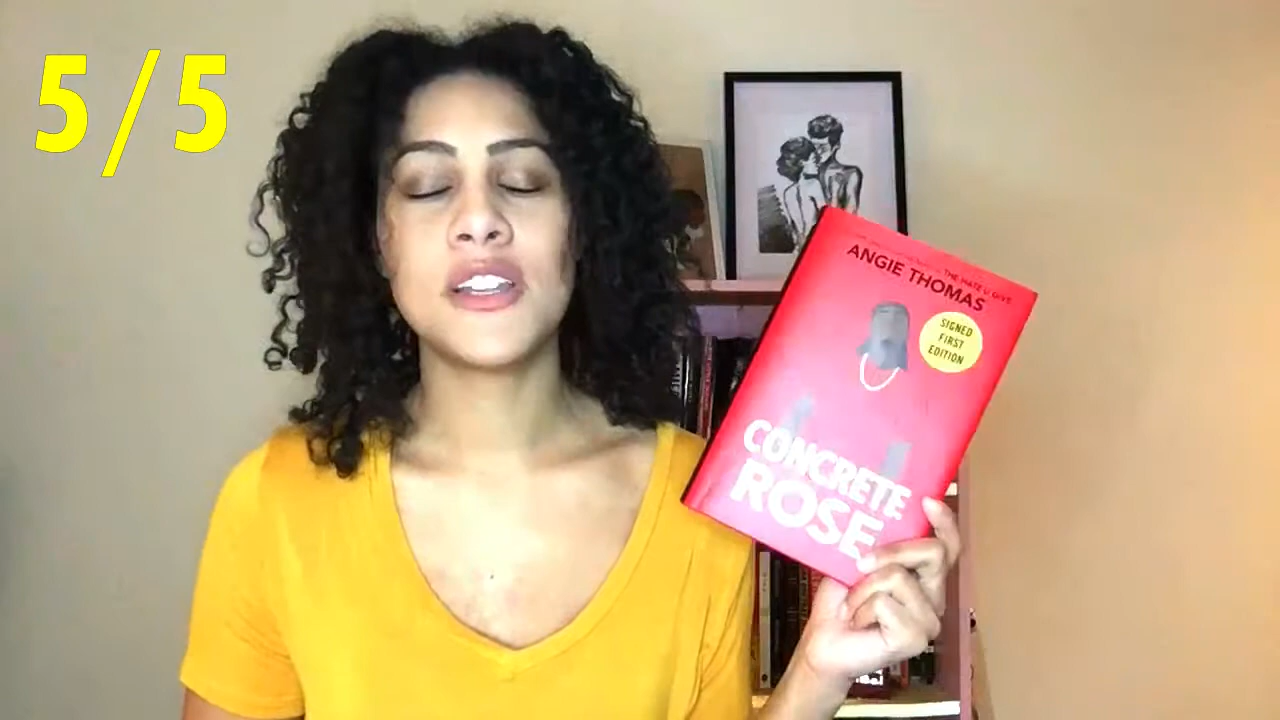 5/5
THE HATE U GIVE
ANGIE THOMAS
SIGNED
FIRST
EDITION
CONCRETE
ROSE